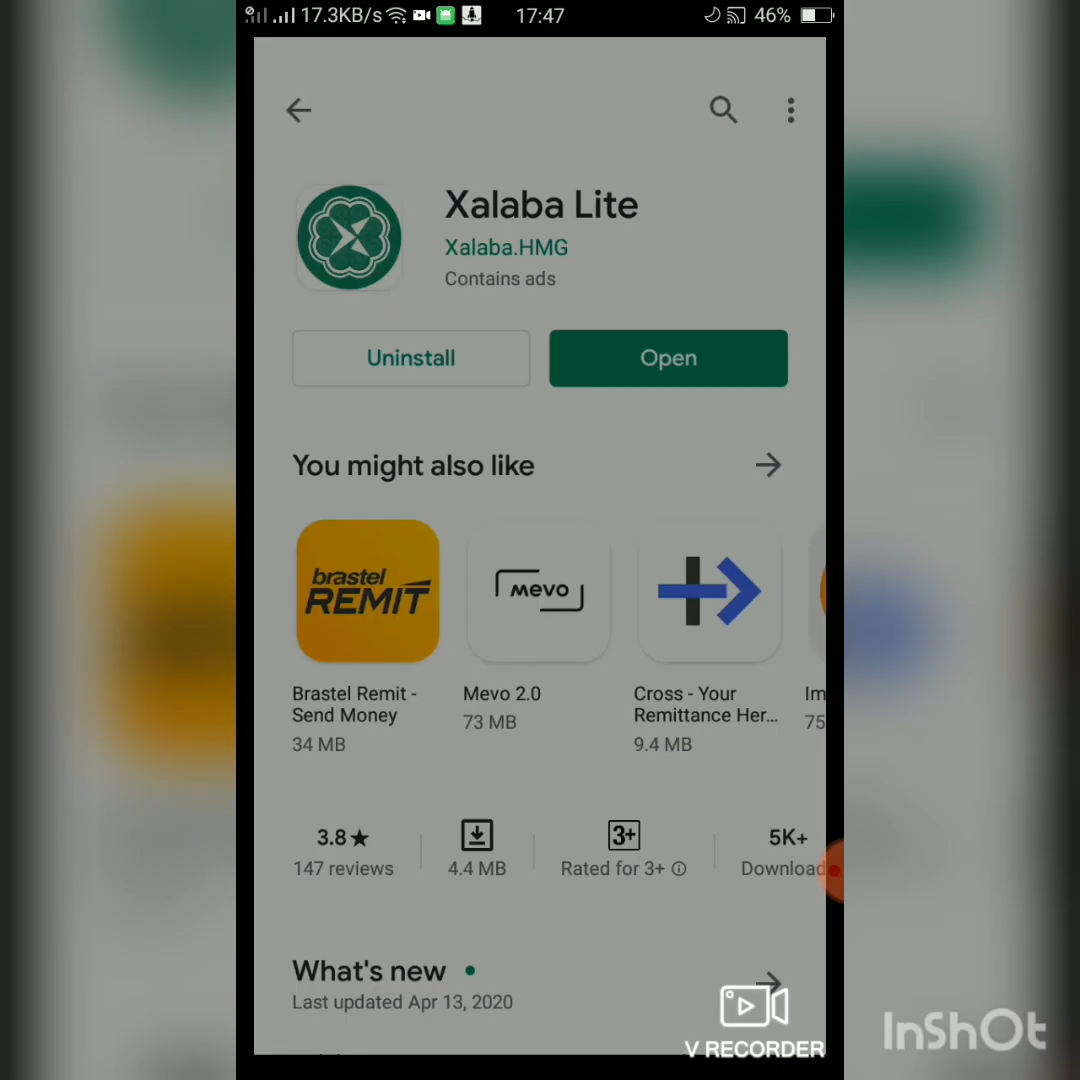 17.3KB/s 17:47 46%
Xalaba Lite
Xalaba.HMG
Contains ads
Uninstall Open
You might also like
brastel
REMIT
mevo
Brastel Remit -
Send Money
34 MB
Mevo 2.0
73 MB
Cross - Your
Remittance Her...
9.4 MB
Im
75
3.8★
147 reviews
4.4 MB
3+
Rated for 3+
5K+
Download
What's new
Last updated Apr 13, 2020
V RECORDER
InShOt